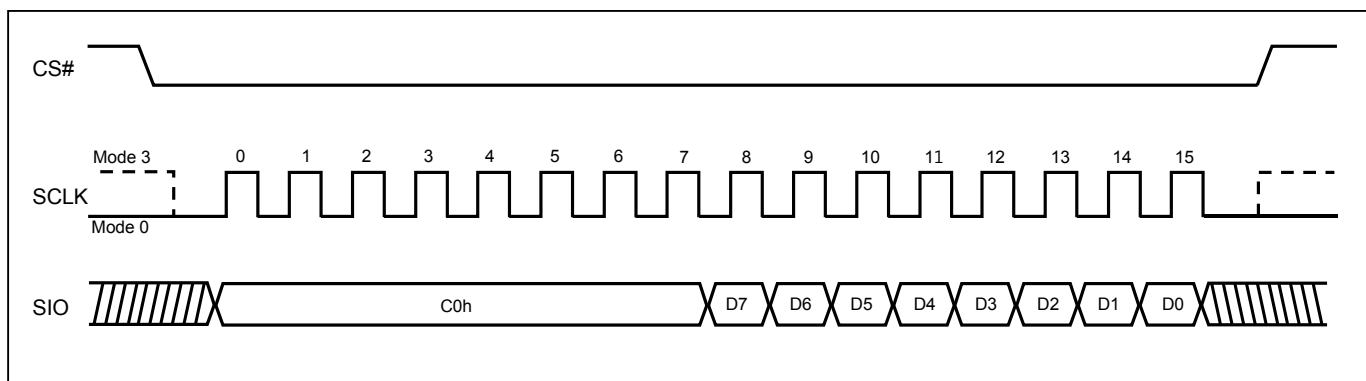 CS#
Mode 3
0 1 2 3 4 5 6 7 8 9 10 11 12 13 14 15
SCLK
Mode 0
SIO
C0h
D7 D6 D5 D4 D3 D2 D1 D0